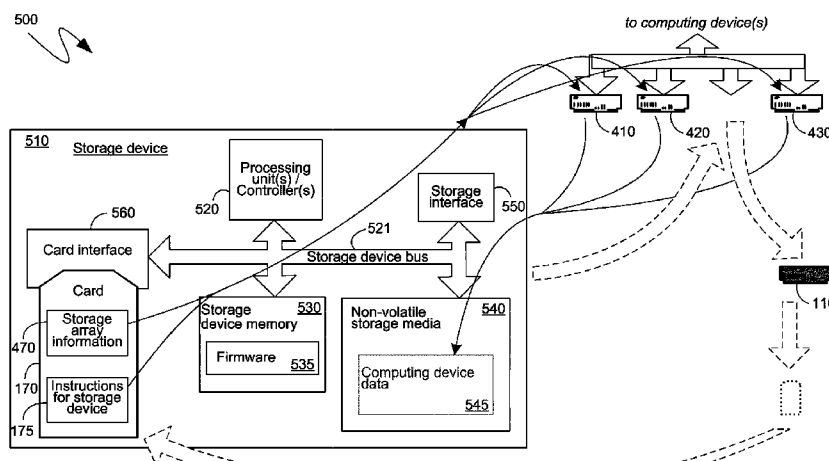 500
to computing device(s)
410
420
430
510
Storage device
Processing
unit(s) /
Controller(s)
520
Storage
interface
550
560
Card interface
521
Storage device bus
Card
Storage
array
information
470
170
Instructions
for storage
device
175
Storage
device memory
530
Firmware
535
Non-volatile
storage media
540
Computing device
data
545
110